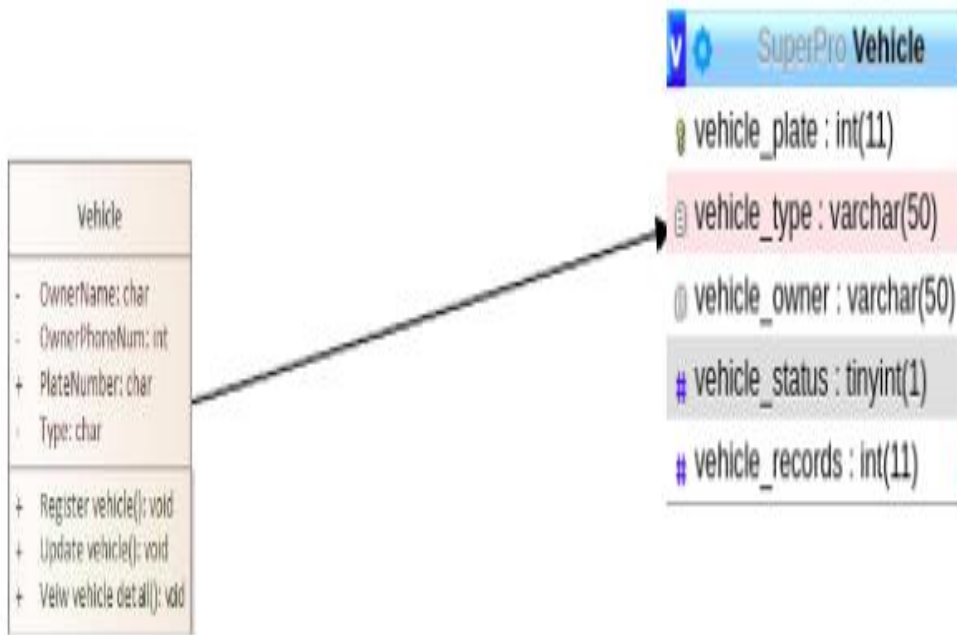 Vehicle
- OwnerName: char
- OwnerPhoneNum: int
+ PlateNumber: char
- Type: char
+ Register vehicle(): void
+ Update vehicle(): void
+ Veiw vehicle detail(): void
v SuperPro Vehicle
vehicle_plate : int(11)
vehicle_type : varchar(50)
vehicle_owner : varchar(50)
# vehicle_status : tinyint(1)
# vehicle_records : int(11)